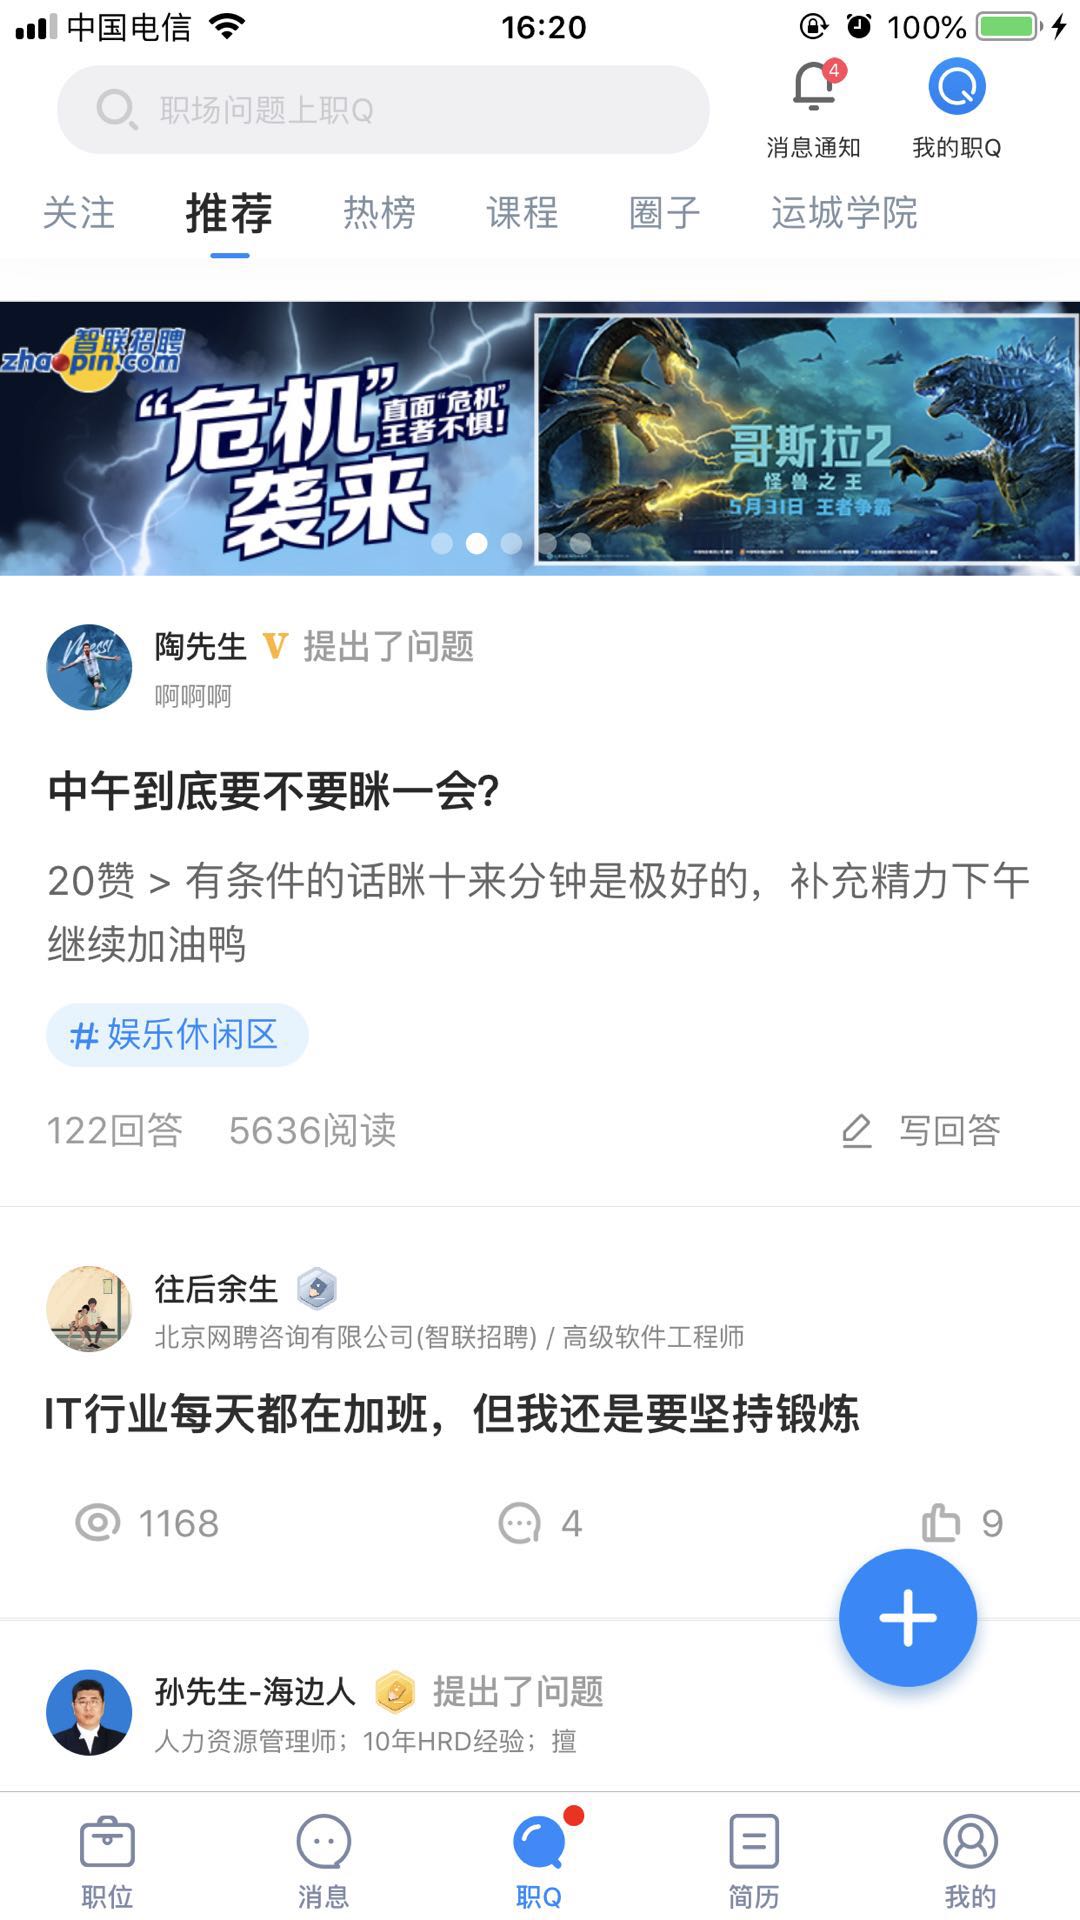 中国电信 16:20 100%
职场问题上职Q
4
消息通知 我的职Q
关注 推荐 热榜 课程 圈子 运城学院
智联招聘
zhaopin.com
“危机”
袭来
直面“危机”
王者不惧!
哥斯拉2
怪兽之王
5月31日 王者争霸
Messi
陶先生 V 提出了问题
啊啊啊
中午到底要不要眯一会?
20赞 > 有条件的话眯十来分钟是极好的，补充精力下午
继续加油鸭
# 娱乐休闲区
122回答 5636阅读 写回答
往后余生
北京网聘咨询有限公司(智联招聘) / 高级软件工程师
IT行业每天都在加班，但我还是要坚持锻炼
1168 4 9
孙先生-海边人 提出了问题
人力资源管理师；10年HRD经验；擅
职位 消息 职Q 简历 我的